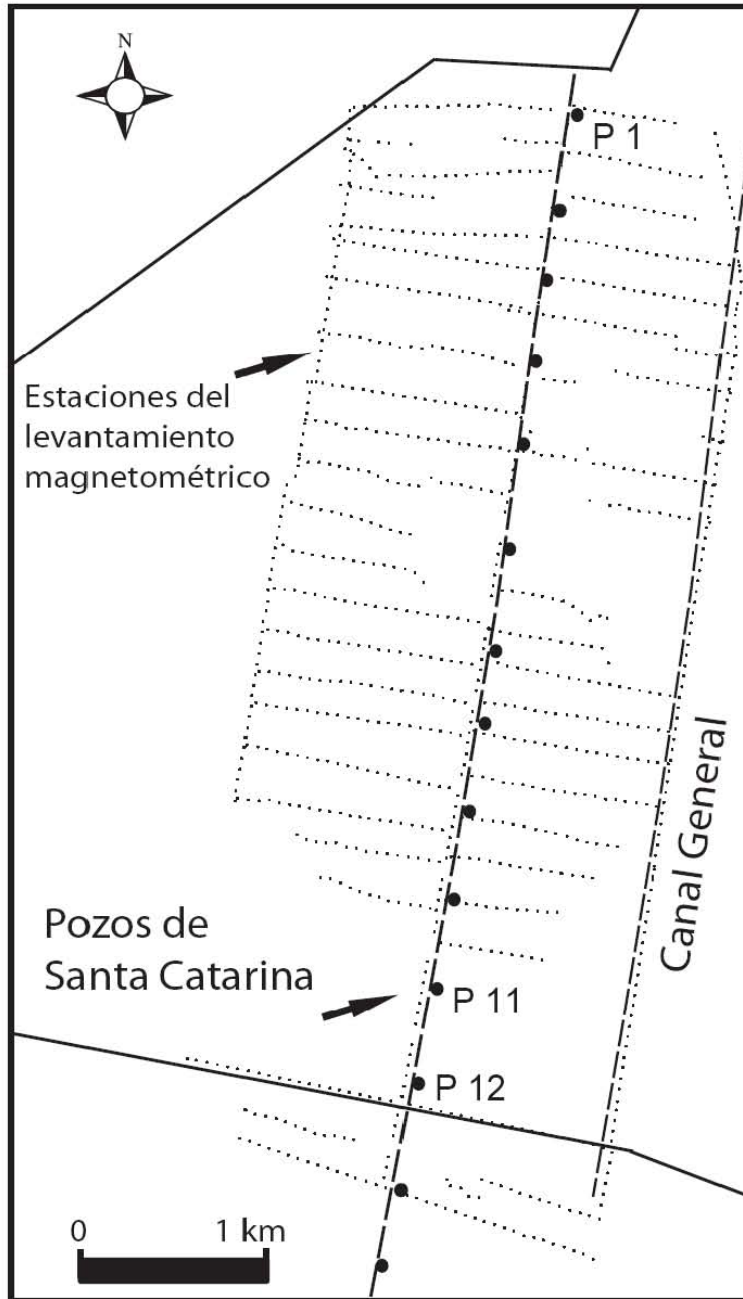 N
P 1
Estaciones del
levantamiento
magnetométrico
Canal General
Pozos de
Santa Catarina
P 11
P 12
0 1 km